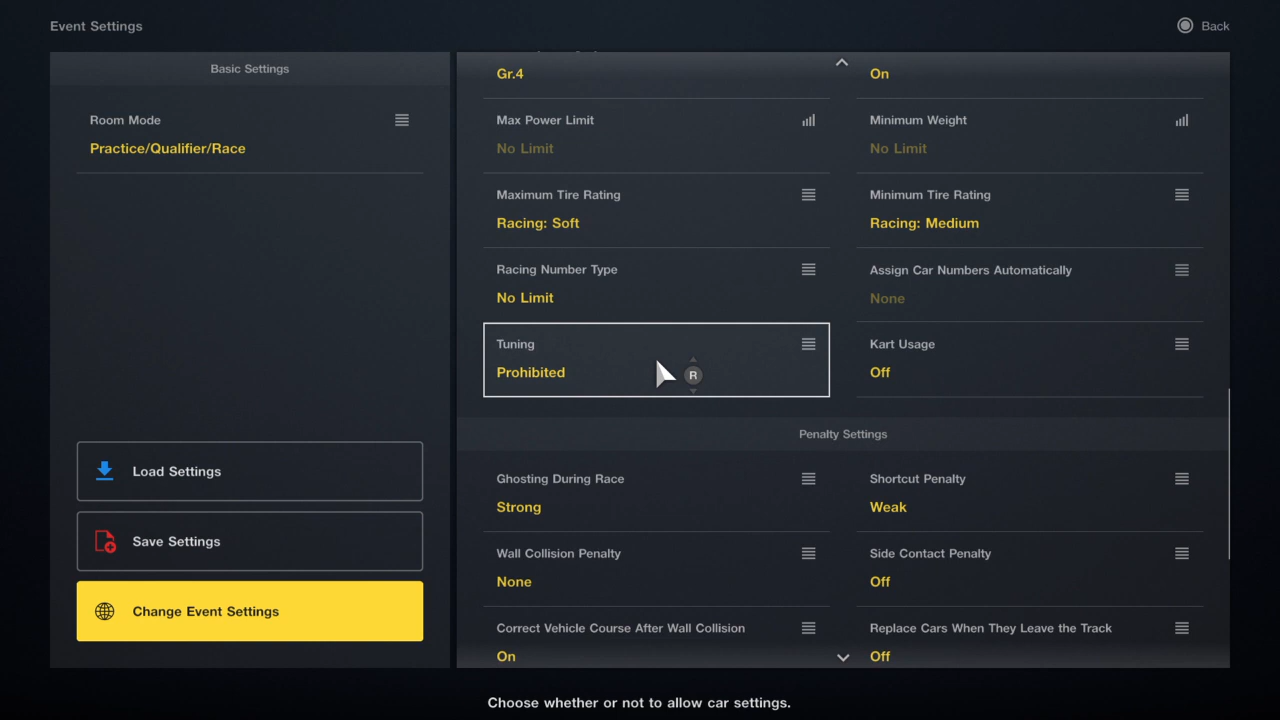 Event Settings
Back
Basic Settings
Room Mode
Practice/Qualifier/Race
Load Settings
Save Settings
Change Event Settings
Gr.4
On
Max Power Limit
No Limit
Minimum Weight
No Limit
Maximum Tire Rating
Racing: Soft
Minimum Tire Rating
Racing: Medium
Racing Number Type
No Limit
Assign Car Numbers Automatically
None
Tuning
Prohibited
R
Kart Usage
Off
Penalty Settings
Ghosting During Race
Strong
Shortcut Penalty
Weak
Wall Collision Penalty
None
Side Contact Penalty
Off
Correct Vehicle Course After Wall Collision
On
Replace Cars When They Leave the Track
Off
Choose whether or not to allow car settings.